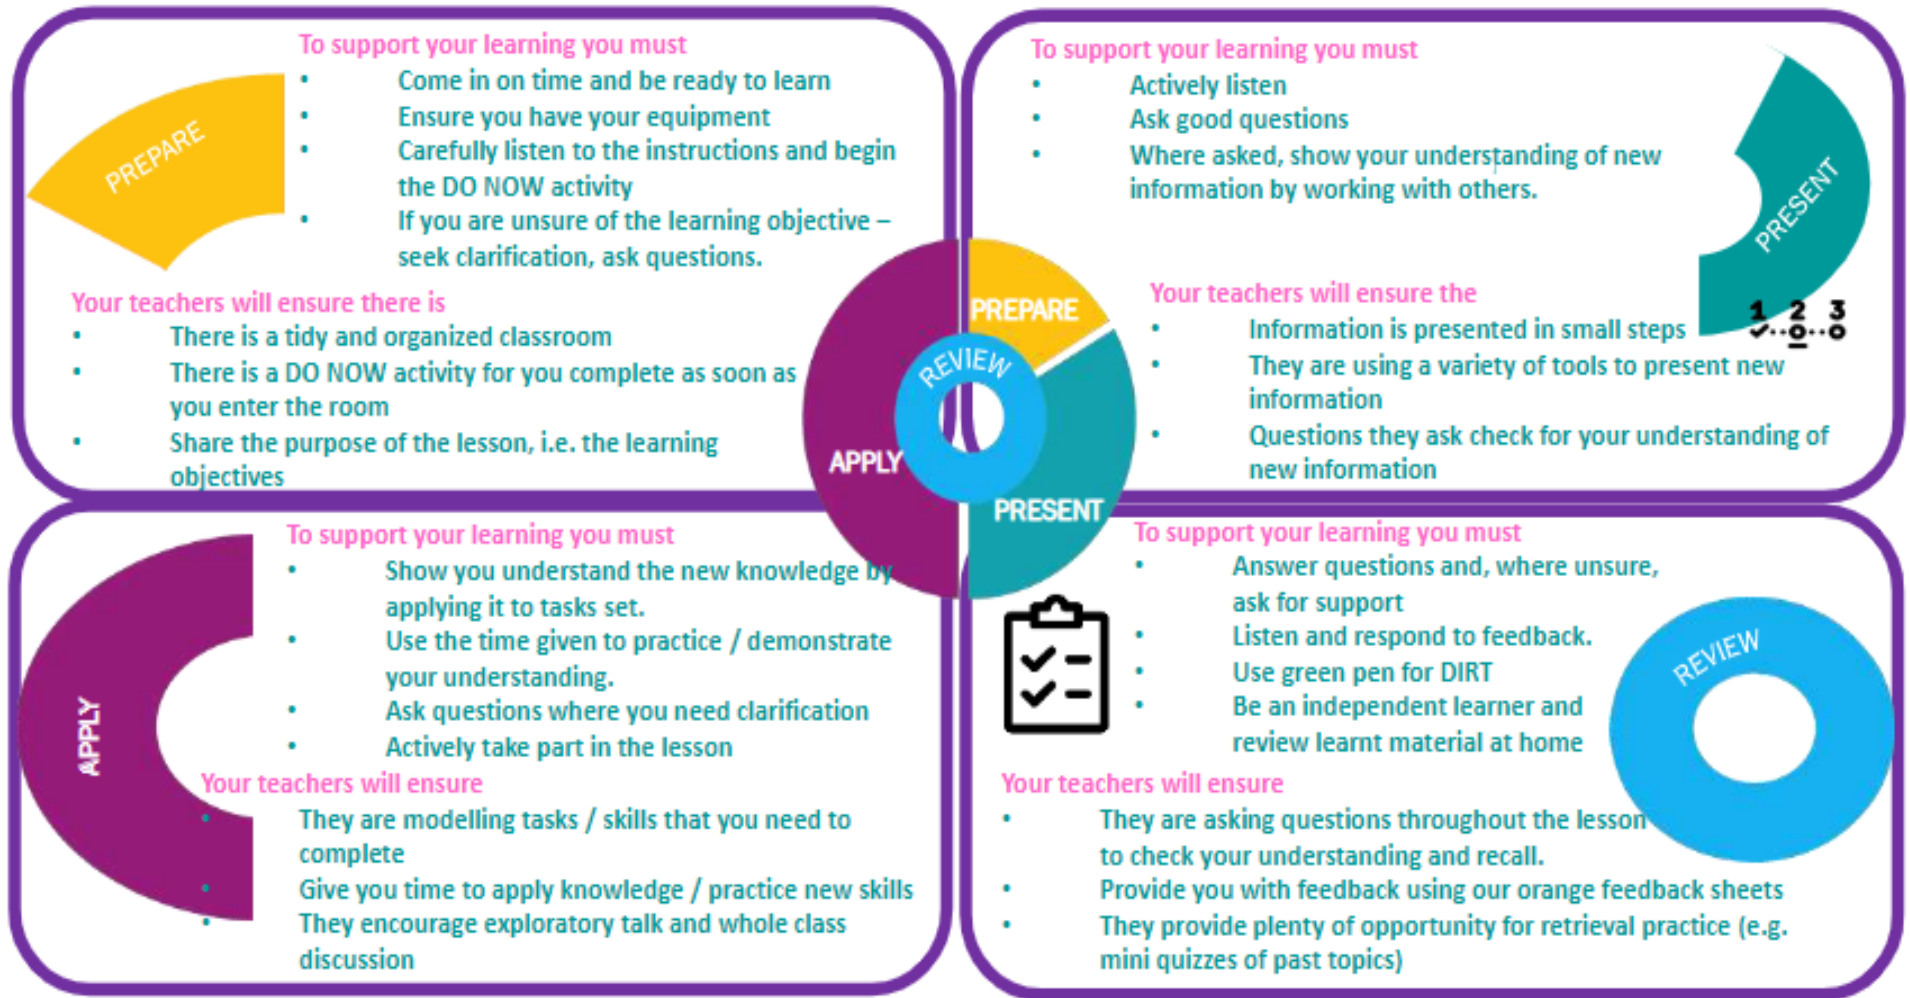 To support your learning you must
• Come in on time and be ready to learn
• Ensure you have your equipment
• Carefully listen to the instructions and begin
the DO NOW activity
• If you are unsure of the learning objective –
seek clarification, ask questions.
PREPARE
Your teachers will ensure there is
• There is a tidy and organized classroom
• There is a DO NOW activity for you complete as soon as
you enter the room
• Share the purpose of the lesson, i.e. the learning
objectives
To support your learning you must
• Actively listen
• Ask good questions
• Where asked, show your understanding of new
information by working with others.
PRESENT
Your teachers will ensure the
• Information is presented in small steps
1 2 3
• They are using a variety of tools to present new
information
• Questions they ask check for your understanding of
new information
PREPARE
REVIEW
APPLY
PRESENT
To support your learning you must
• Show you understand the new knowledge by
applying it to tasks set.
• Use the time given to practice / demonstrate
your understanding.
• Ask questions where you need clarification
• Actively take part in the lesson
APPLY
Your teachers will ensure
• They are modelling tasks / skills that you need to
complete
• Give you time to apply knowledge / practice new skills
• They encourage exploratory talk and whole class
discussion
To support your learning you must
• Answer questions and, where unsure,
ask for support
• Listen and respond to feedback.
• Use green pen for DIRT
• Be an independent learner and
review learnt material at home
REVIEW
Your teachers will ensure
• They are asking questions throughout the lesson
to check your understanding and recall.
• Provide you with feedback using our orange feedback sheets
• They provide plenty of opportunity for retrieval practice (e.g.
mini quizzes of past topics)